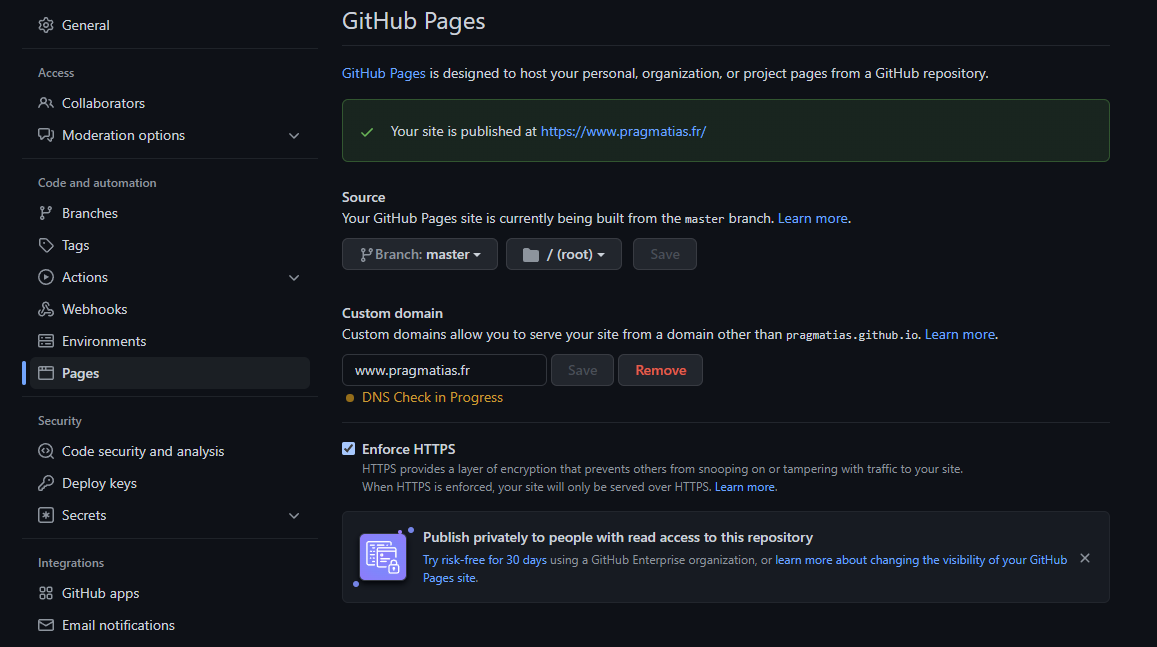 General
Access
Collaborators
Moderation options
Code and automation
Branches
Tags
Actions
Webhooks
Environments
Pages
Security
Code security and analysis
Deploy keys
Secrets
Integrations
GitHub apps
Email notifications
GitHub Pages
GitHub Pages is designed to host your personal, organization, or project pages from a GitHub repository.
Your site is published at https://www.pragmatias.fr/
Source
Your GitHub Pages site is currently being built from the master branch. Learn more.
Branch: master / (root) Save
Custom domain
Custom domains allow you to serve your site from a domain other than pragmatias.github.io. Learn more.
www.pragmatias.fr Save Remove
DNS Check in Progress
Enforce HTTPS
HTTPS provides a layer of encryption that prevents others from snooping on or tampering with traffic to your site.
When HTTPS is enforced, your site will only be served over HTTPS. Learn more.
Publish privately to people with read access to this repository
Try risk-free for 30 days using a GitHub Enterprise organization, or learn more about changing the visibility of your GitHub
Pages site.